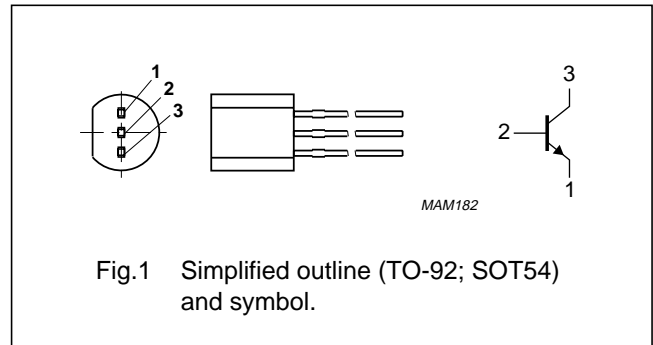 1
2
3
3
2
1
MAM182
Fig.1 Simplified outline (TO-92; SOT54)
and symbol.